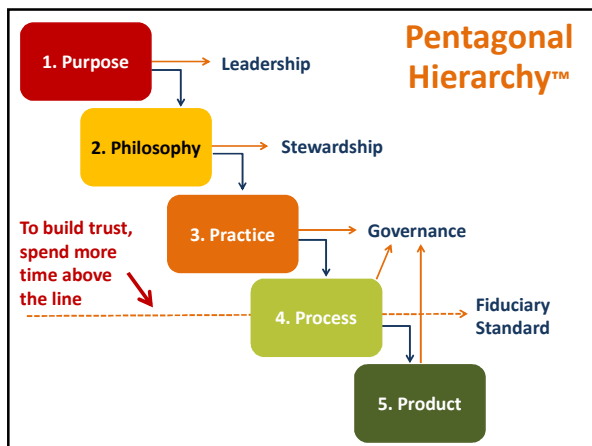 Pentagonal
Hierarchy™
1. Purpose
Leadership
2. Philosophy
Stewardship
To build trust,
spend more
time above
the line
3. Practice
Governance
4. Process
Fiduciary
Standard
5. Product